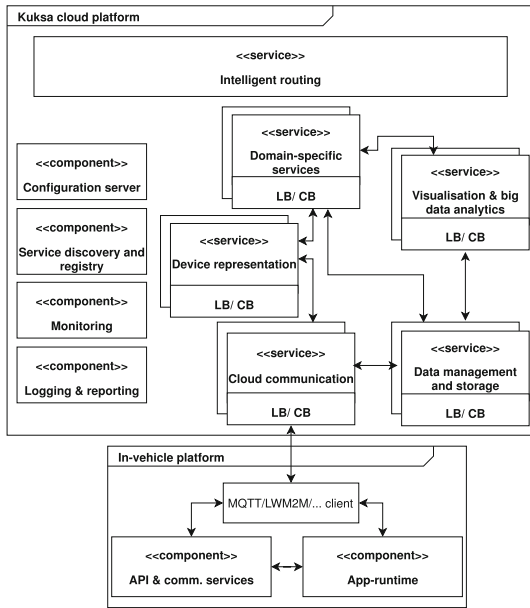 Kuksa cloud platform
<<service>>
Intelligent routing
<<service>>
Domain-specific
services
LB/ CB
<<component>>
Configuration server
<<service>>
Visualisation & big
data analytics
LB/ CB
<<component>>
Service discovery and
registry
<<service>>
Device representation
LB/ CB
<<component>>
Monitoring
<<service>>
Cloud communication
LB/ CB
<<service>>
Data management
and storage
LB/ CB
<<component>>
Logging & reporting
In-vehicle platform
MQTT/LWM2M/... client
<<component>>
API & comm. services
<<component>>
App-runtime